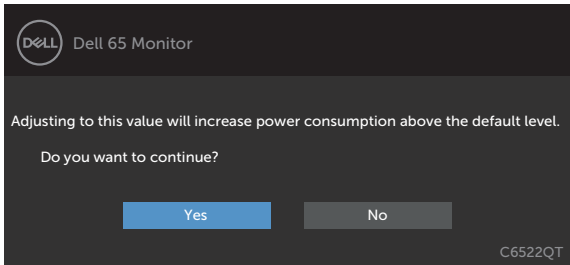 DELL Dell 65 Monitor
Adjusting to this value will increase power consumption above the default level.
Do you want to continue?
Yes No
C6522QT